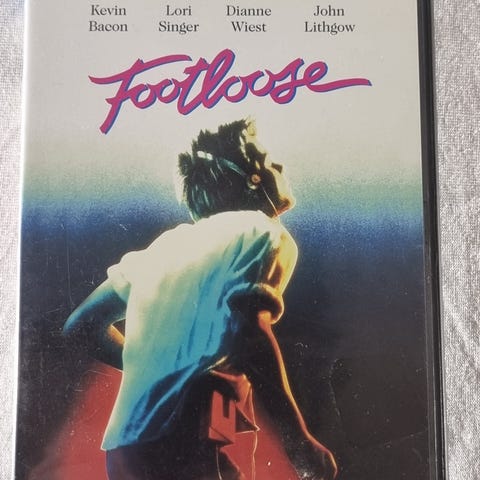 Kevin Lori Dianne John
Bacon Singer Wiest Lithgow
Footloose